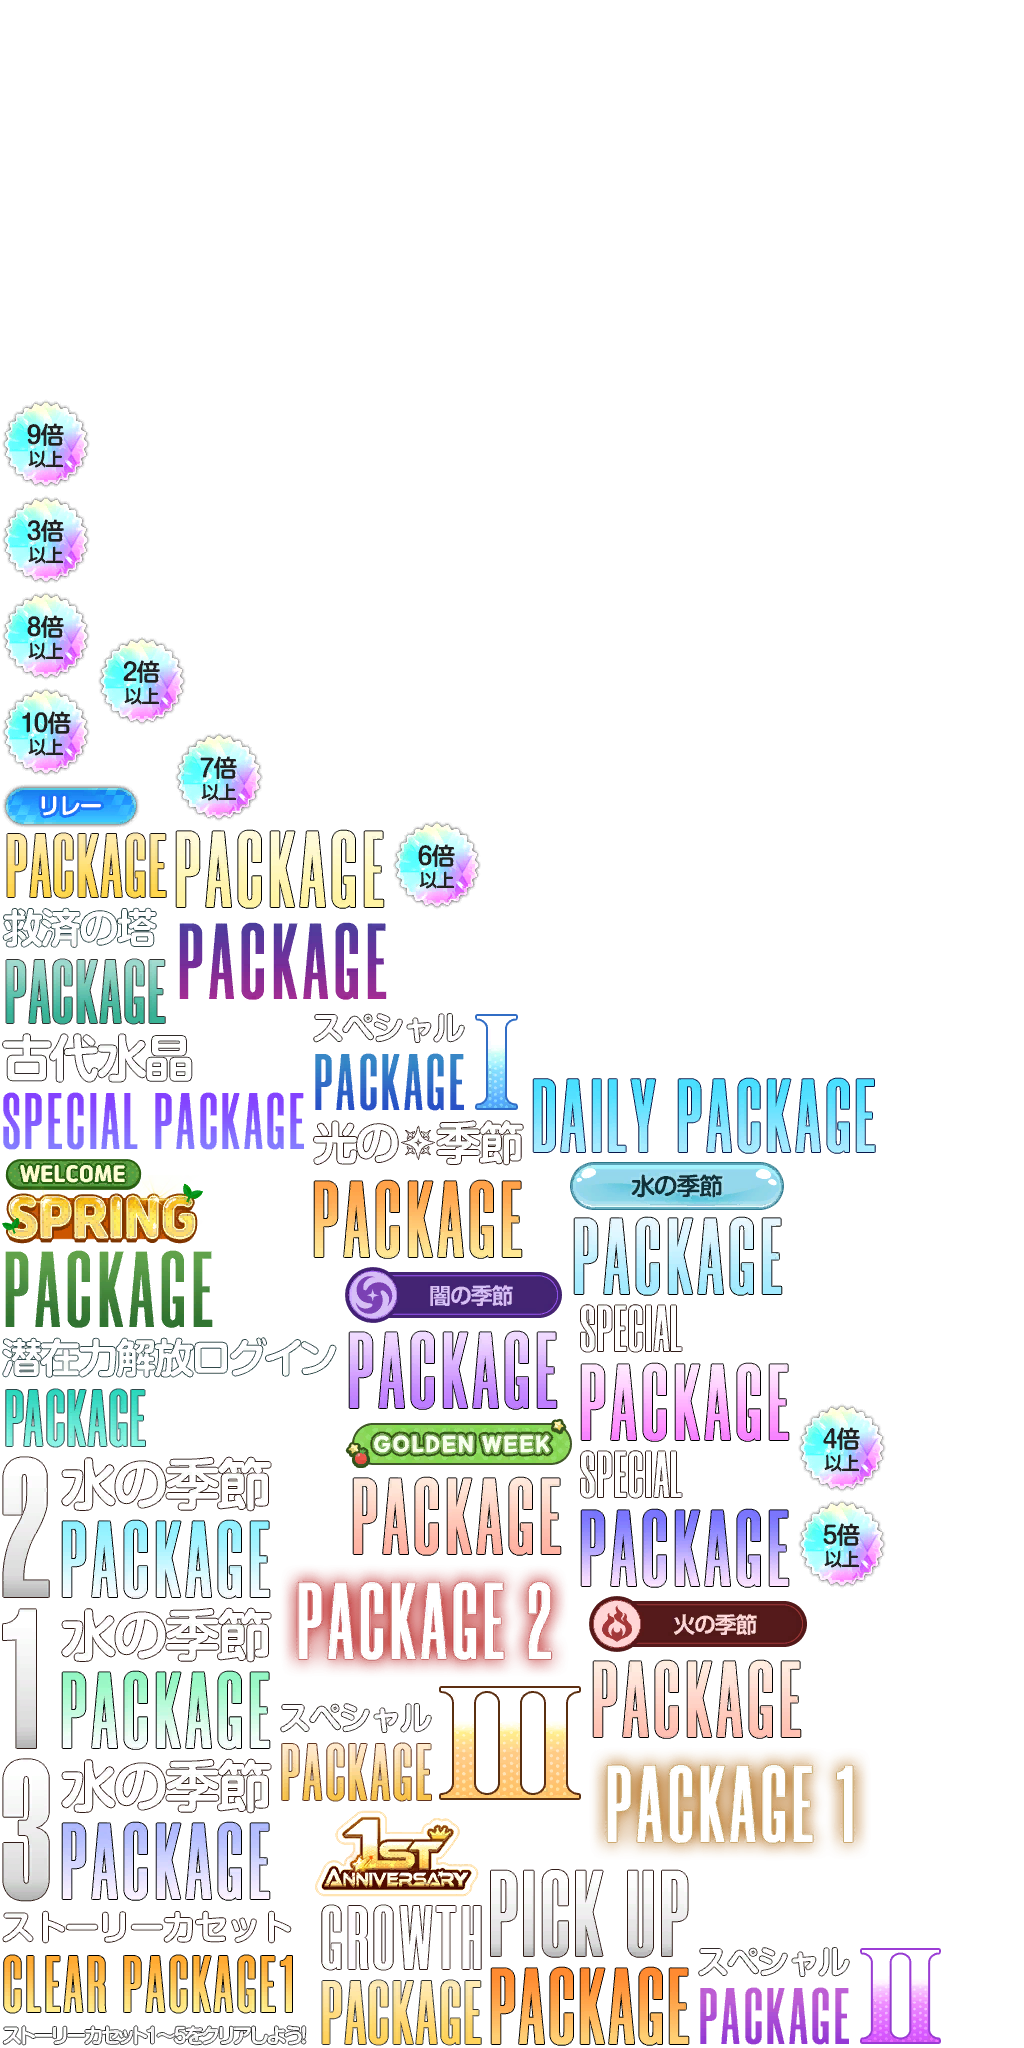 9倍
以上
3倍
以上
8倍
以上
2倍
以上
10倍
以上
7倍
以上
リレー
PACKAGE
PACKAGE
6倍
以上
救済の塔
PACKAGE
PACKAGE
古代水晶
SPECIAL PACKAGE
スペシャル
PACKAGE I
DAILY PACKAGE
光の季節
PACKAGE
WELCOME
SPRING
PACKAGE
水の季節
PACKAGE
闇の季節
PACKAGE
SPECIAL
PACKAGE
潜在力解放ログイン
PACKAGE
GOLDEN WEEK
PACKAGE
SPECIAL
PACKAGE
4倍
以上
5倍
以上
2 水の季節
PACKAGE
PACKAGE 2
火の季節
PACKAGE
1 水の季節
PACKAGE
スペシャル
PACKAGE III
PACKAGE 1
3 水の季節
PACKAGE
1ST
ANNIVERSARY
GROWTH
PACKAGE
PICK UP
PACKAGE
ストーリーカセット
CLEAR PACKAGE1
ストーリーカセット1~5をクリアしよう!
スペシャル
PACKAGE II